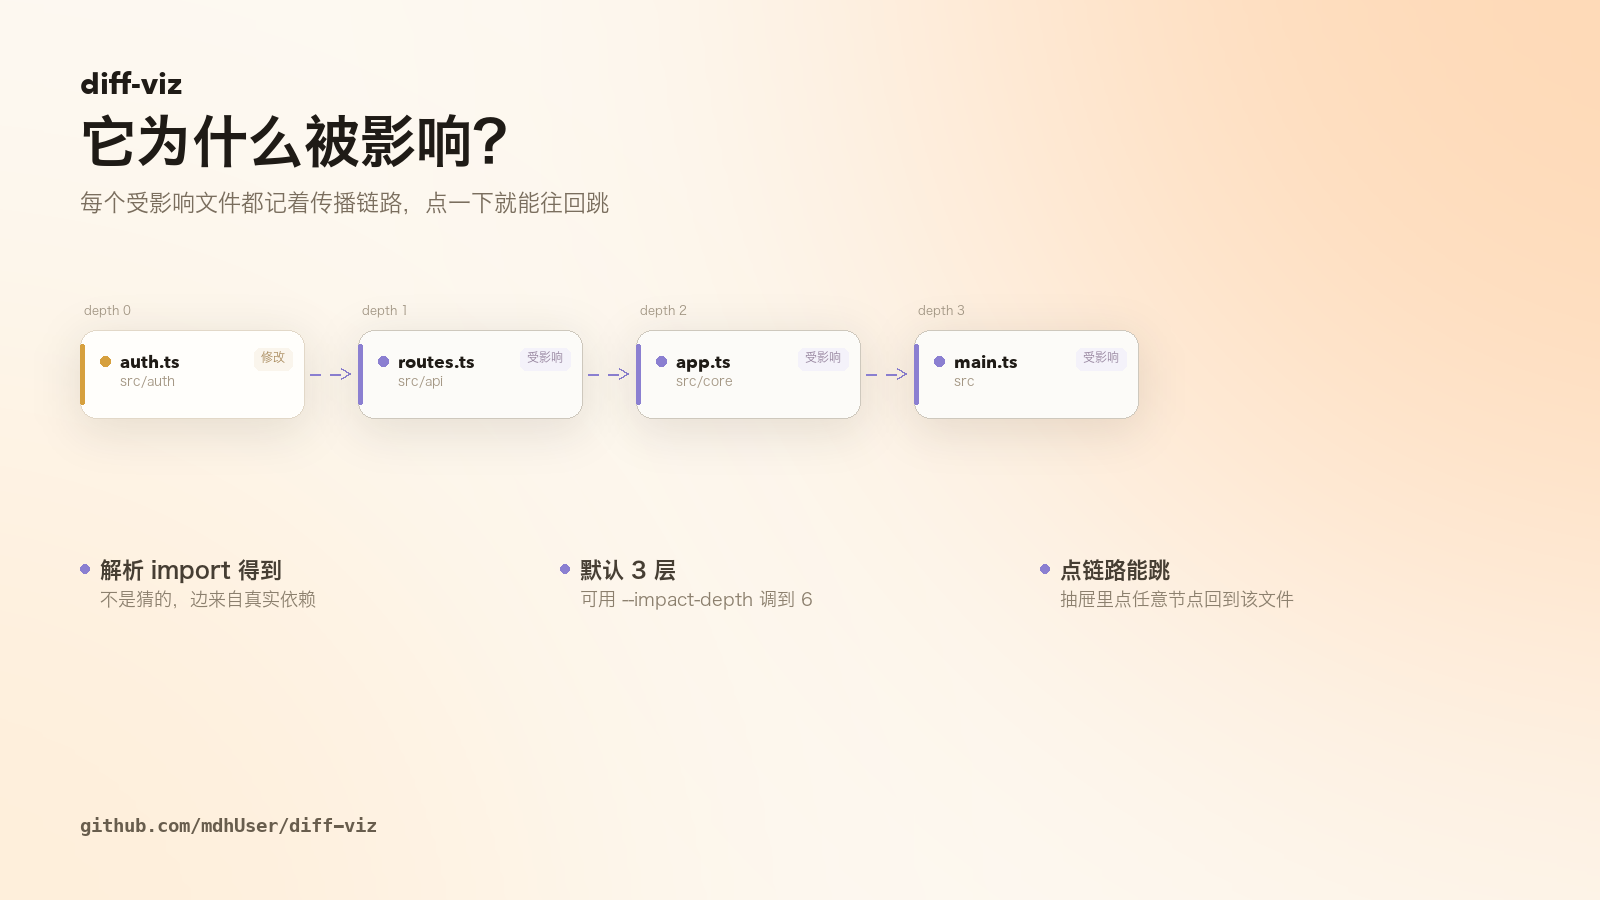 diff-viz
它为什么被影响?
每个受影响文件都记着传播链路，点一下就能往回跳
depth 0
depth 1
depth 2
depth 3
auth.ts
修改
src/auth
routes.ts
受影响
src/api
app.ts
受影响
src/core
main.ts
受影响
src
解析 import 得到
不是猜的，边来自真实依赖
默认 3 层
可用 --impact-depth 调到 6
点链路能跳
抽屉里点任意节点回到该文件
github.com/mdhUser/diff-viz